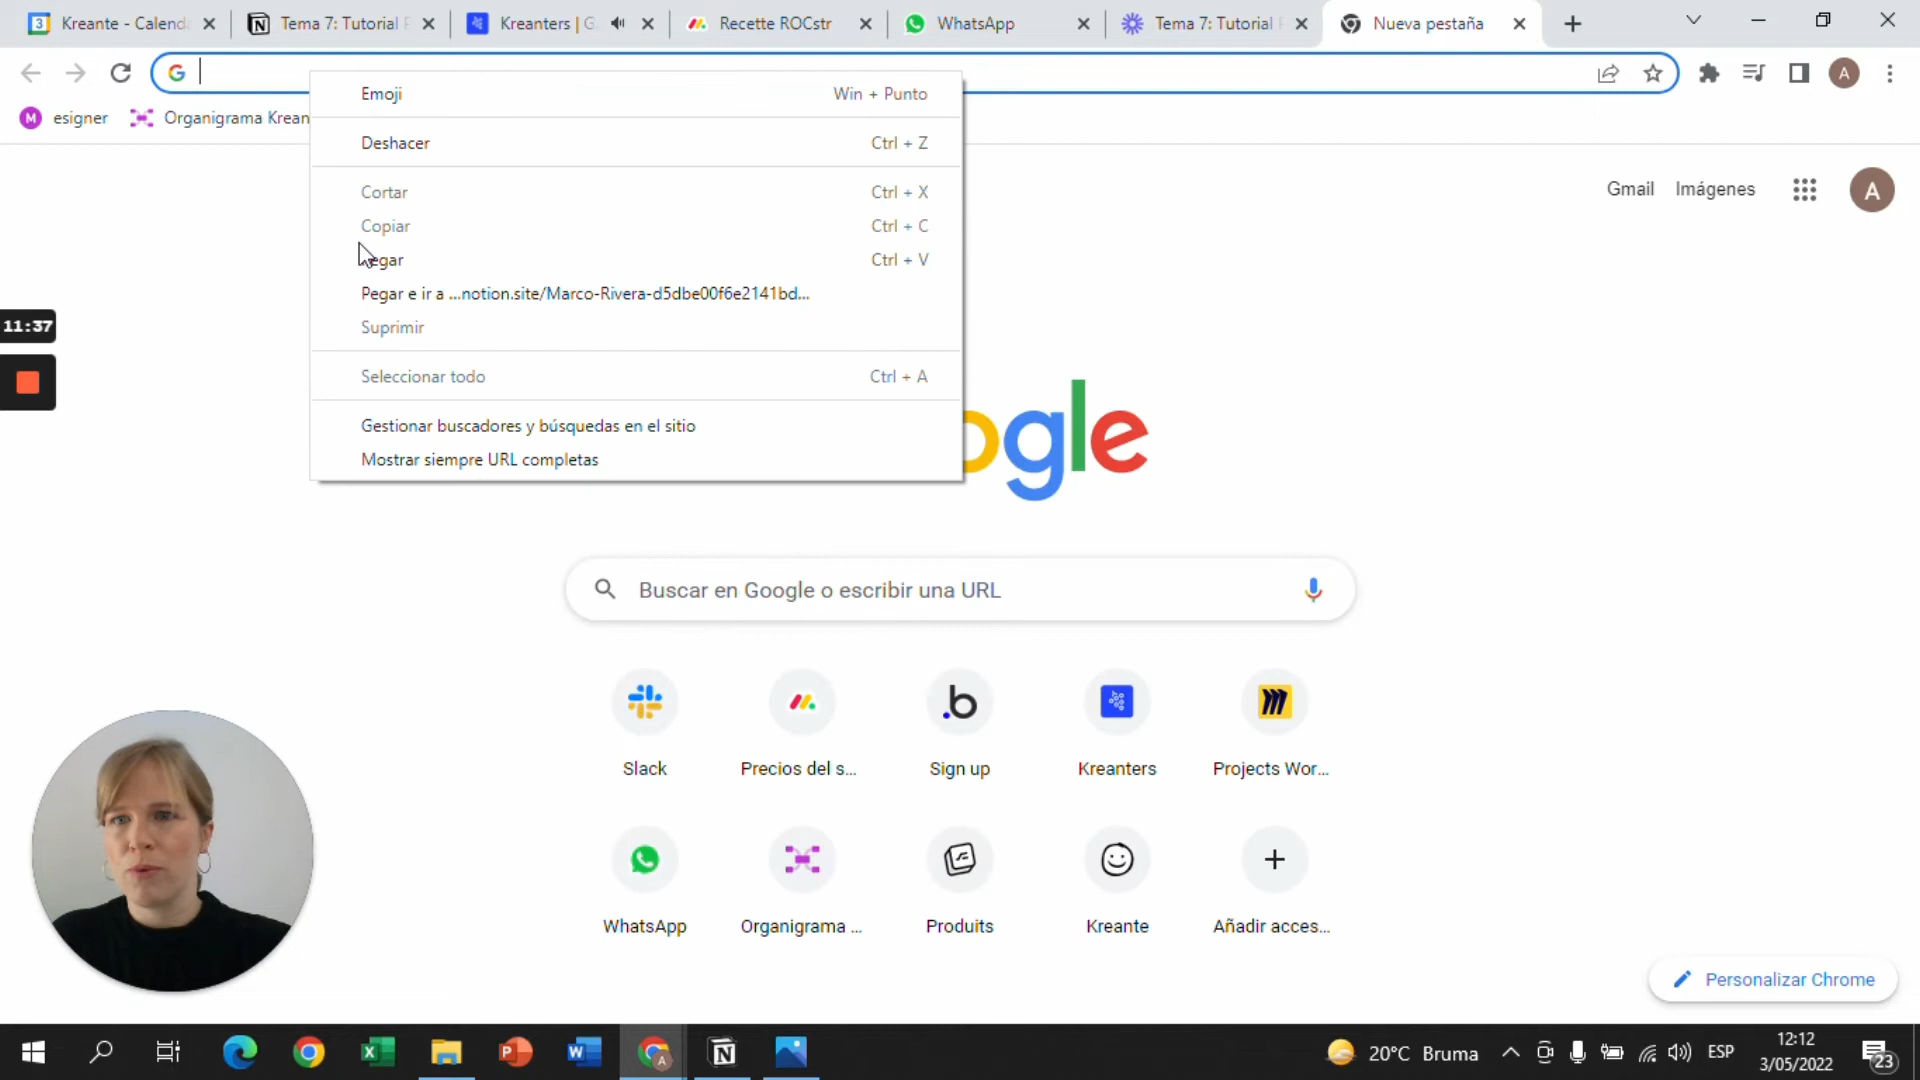 Kreante - Calend
Tema 7: Tutorial
Kreanters | G
Recette ROCstr
WhatsApp
Tema 7: Tutorial
Nueva pestaña
G
A
M esigner
Organigrama Krean
Emoji Win + Punto
Deshacer Ctrl + Z
Cortar Ctrl + X
Copiar Ctrl + C
Pegar Ctrl + V
Pegar e ir a ...notion.site/Marco-Rivera-d5dbe00f6e2141bd...
Suprimir
Seleccionar todo Ctrl + A
Gestionar buscadores y búsquedas en el sitio
Mostrar siempre URL completas
Gmail Imágenes
A
11:37
ogle
Buscar en Google o escribir una URL
Slack
Precios del s...
Sign up
Kreanters
Projects Wor...
WhatsApp
Organigrama ...
Produits
Kreante
Añadir acces...
Personalizar Chrome
20°C Bruma
ESP
12:12
3/05/2022
23